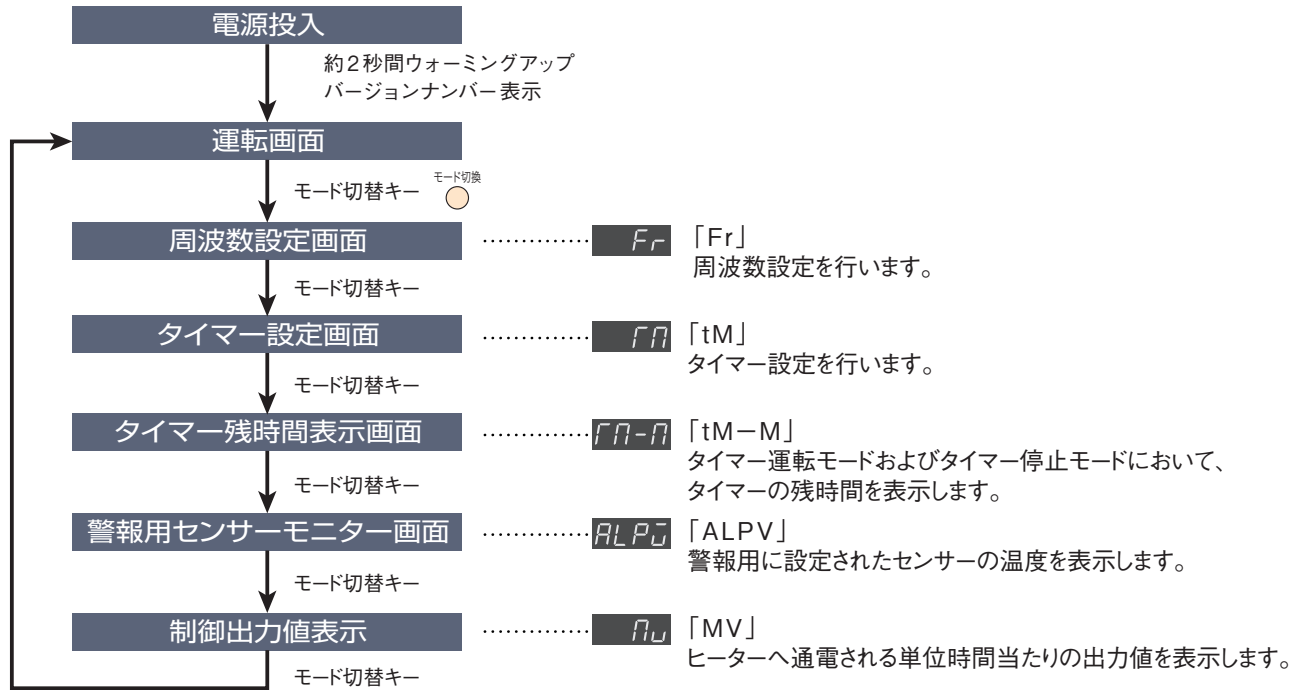 電源投入
約2秒間ウォーミングアップ
バージョンナンバー表示
運転画面
モード切替キー
モード切換
周波数設定画面
Fr
「Fr」
周波数設定を行います。
モード切替キー
タイマー設定画面
tM
「tM」
タイマー設定を行います。
モード切替キー
タイマー残時間表示画面
tM-M
「tM－M」
タイマー運転モードおよびタイマー停止モードにおいて、
タイマーの残時間を表示します。
モード切替キー
警報用センサーモニター画面
ALPV
「ALPV」
警報用に設定されたセンサーの温度を表示します。
モード切替キー
制御出力値表示
MV
「MV」
ヒーターへ通電される単位時間当たりの出力値を表示します。
モード切替キー